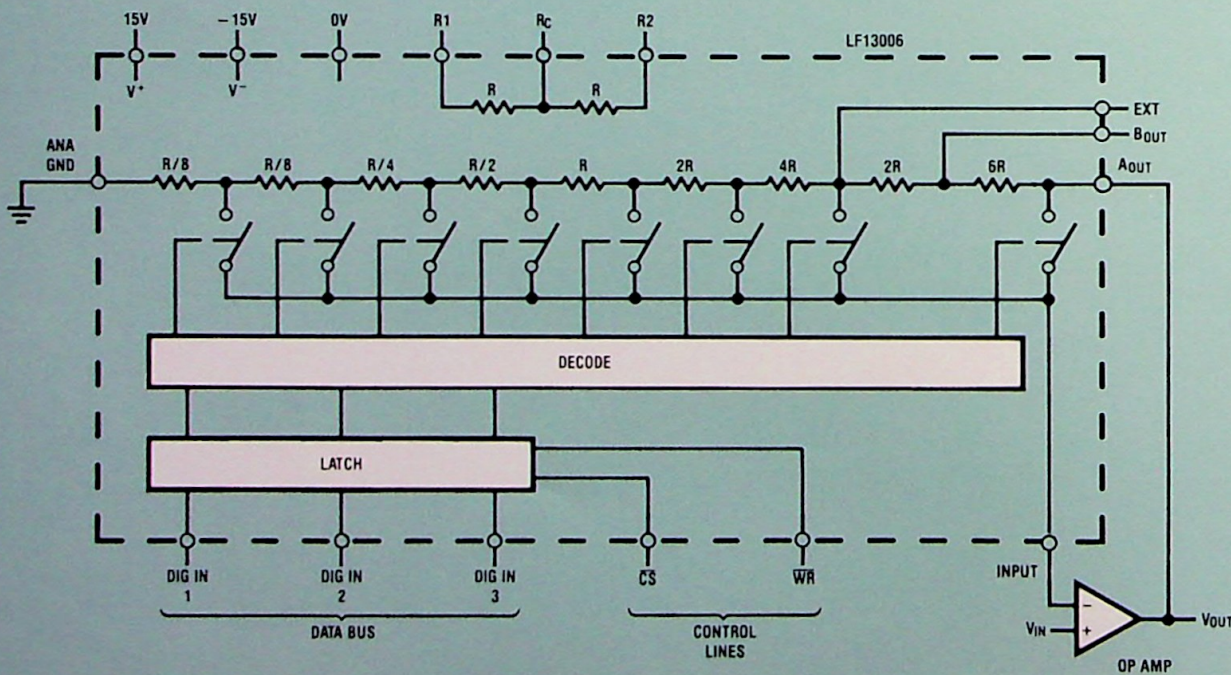 15V -15V 0V R1 RC R2
LF13006
V+ V- R R
EXT
BOUT
ANA
GND
R/8 R/8 R/4 R/2 R 2R 4R 2R 6R AOUT
DECODE
LATCH
DIG IN DIG IN DIG IN CS WR INPUT
1 2 3
DATA BUS CONTROL
LINES
- 
VIN + VOUT
OP AMP